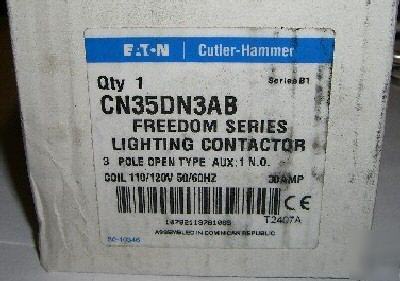 EATON Cutler-Hammer
Qty 1 Series B1
CN35DN3AB
FREEDOM SERIES
LIGHTING CONTACTOR
3 POLE OPEN TYPE AUX:1 N.O.
COIL 110/120V 50/60HZ 30AMP
CE
T2407A
ASSEMBLED IN DOMINICAN REPUBLIC